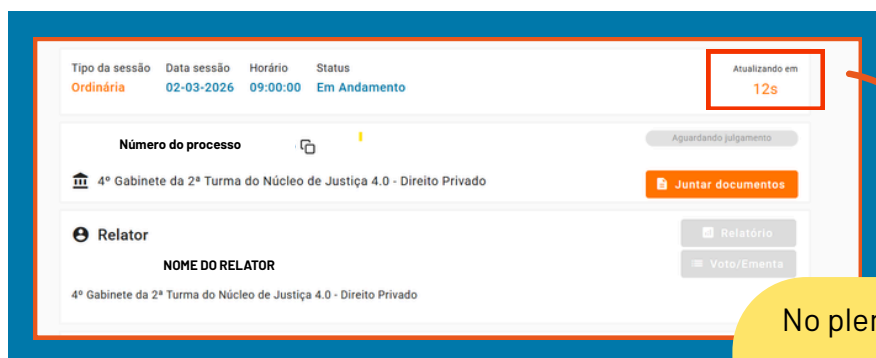 Tipo da sessão Data sessão Horário Status Atualizando em
Ordinária 02-03-2026 09:00:00 Em Andamento 12s
Número do processo Aguardando julgamento
4º Gabinete da 2ª Turma do Núcleo de Justiça 4.0 - Direito Privado Juntar documentos
Relator Relatório
NOME DO RELATOR Voto/Ementa
4º Gabinete da 2ª Turma do Núcleo de Justiça 4.0 - Direito Privado
No